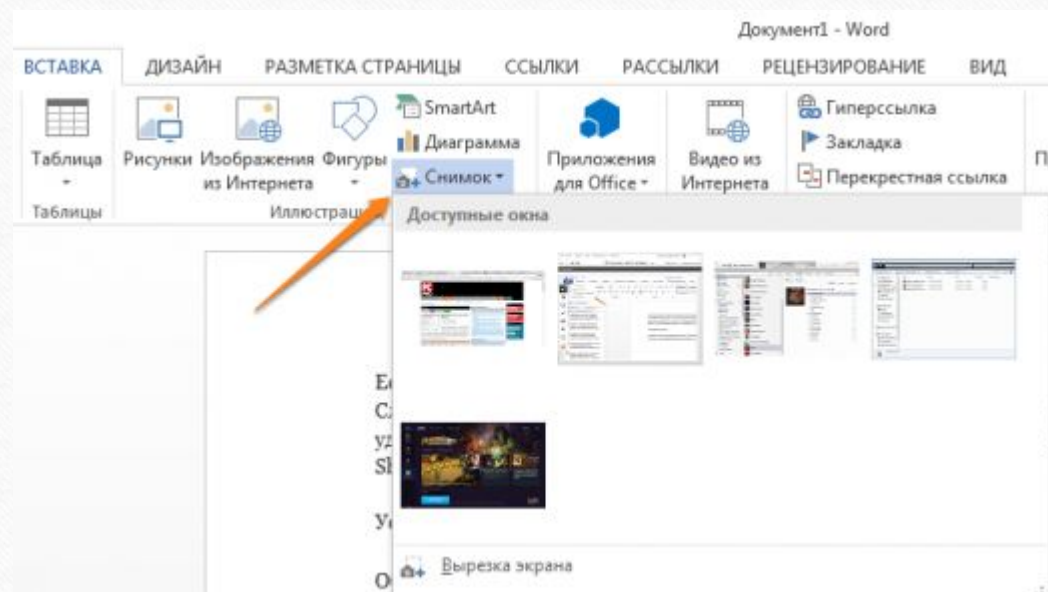 Документ1 - Word
ВСТАВКА ДИЗАЙН РАЗМЕТКА СТРАНИЦЫ ССЫЛКИ РАССЫЛКИ РЕЦЕНЗИРОВАНИЕ ВИД
SmartArt
Диаграмма
Снимок
Таблица
Рисунки
Изображения
из Интернета
Фигуры
Приложения
для Office
Видео из
Интернета
Гиперссылка
Закладка
Перекрестная ссылка
П
Таблицы
Доступные окна
Вырезка экрана